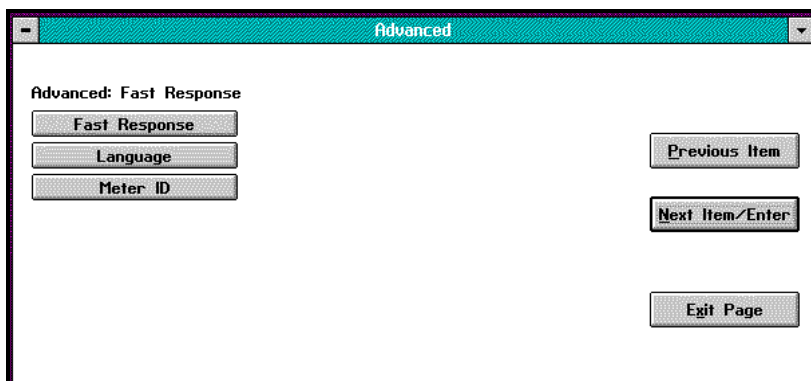 Advanced
Advanced: Fast Response
Fast Response
Language
Meter ID
Previous Item
Next Item/Enter
Exit Page